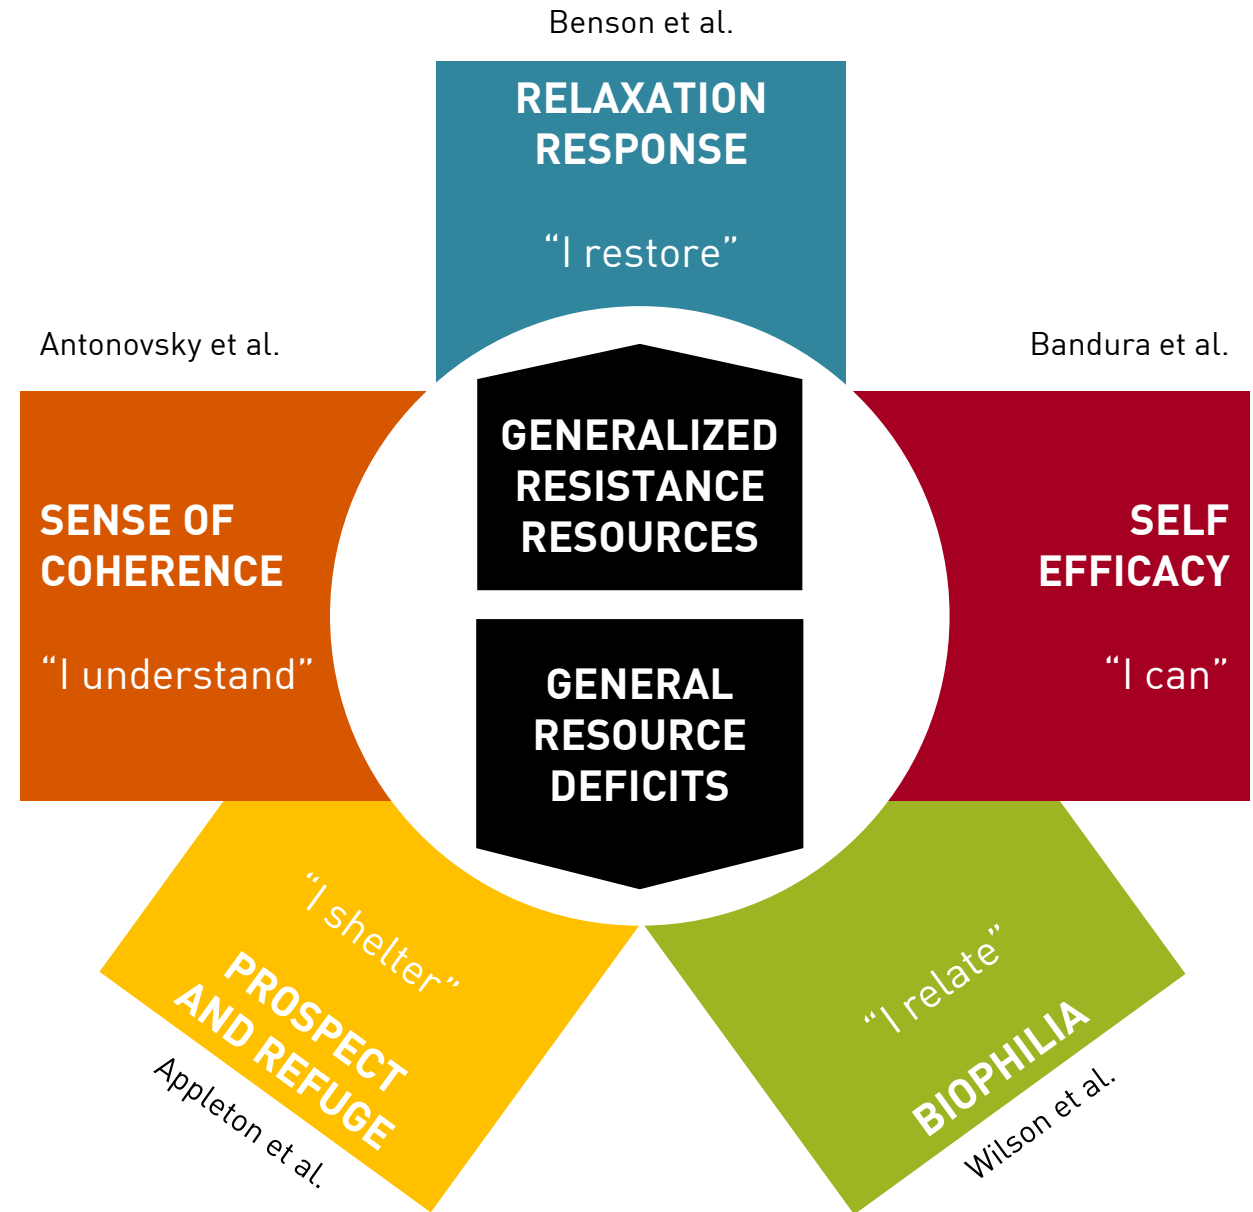 Benson et al.
RELAXATION
RESPONSE
“I restore”
Antonovsky et al.
SENSE OF
COHERENCE
“I understand”
Bandura et al.
SELF
EFFICACY
“I can”
GENERALIZED
RESISTANCE
RESOURCES
GENERAL
RESOURCE
DEFICITS
“I shelter”
PROSPECT
AND REFUGE
Appleton et al.
“I relate”
BIOPHILIA
Wilson et al.